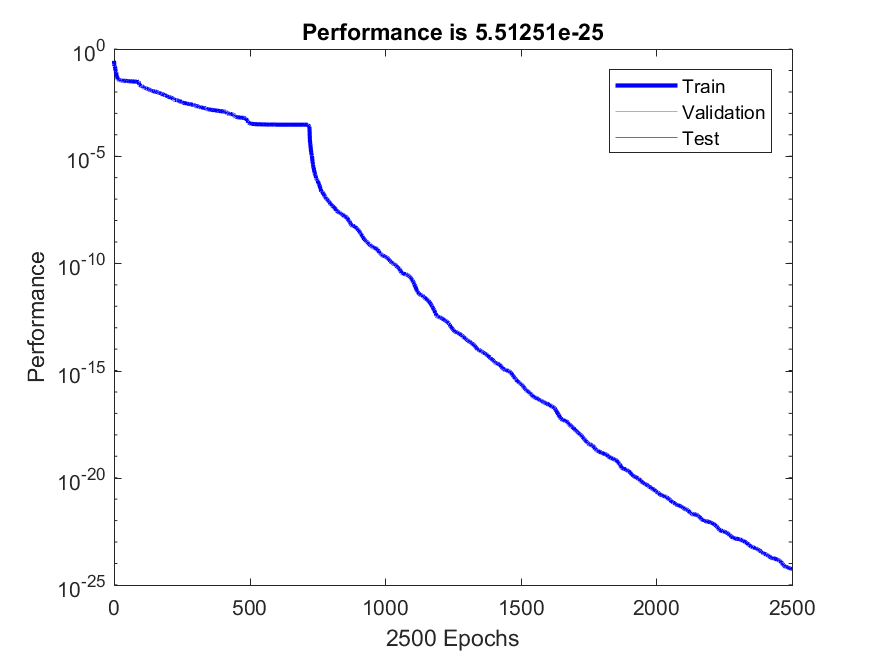 Performance is 5.51251e-25
Train
Validation
Test
Performance
10^0
10^-5
10^-10
10^-15
10^-20
10^-25
0 500 1000 1500 2000 2500
2500 Epochs